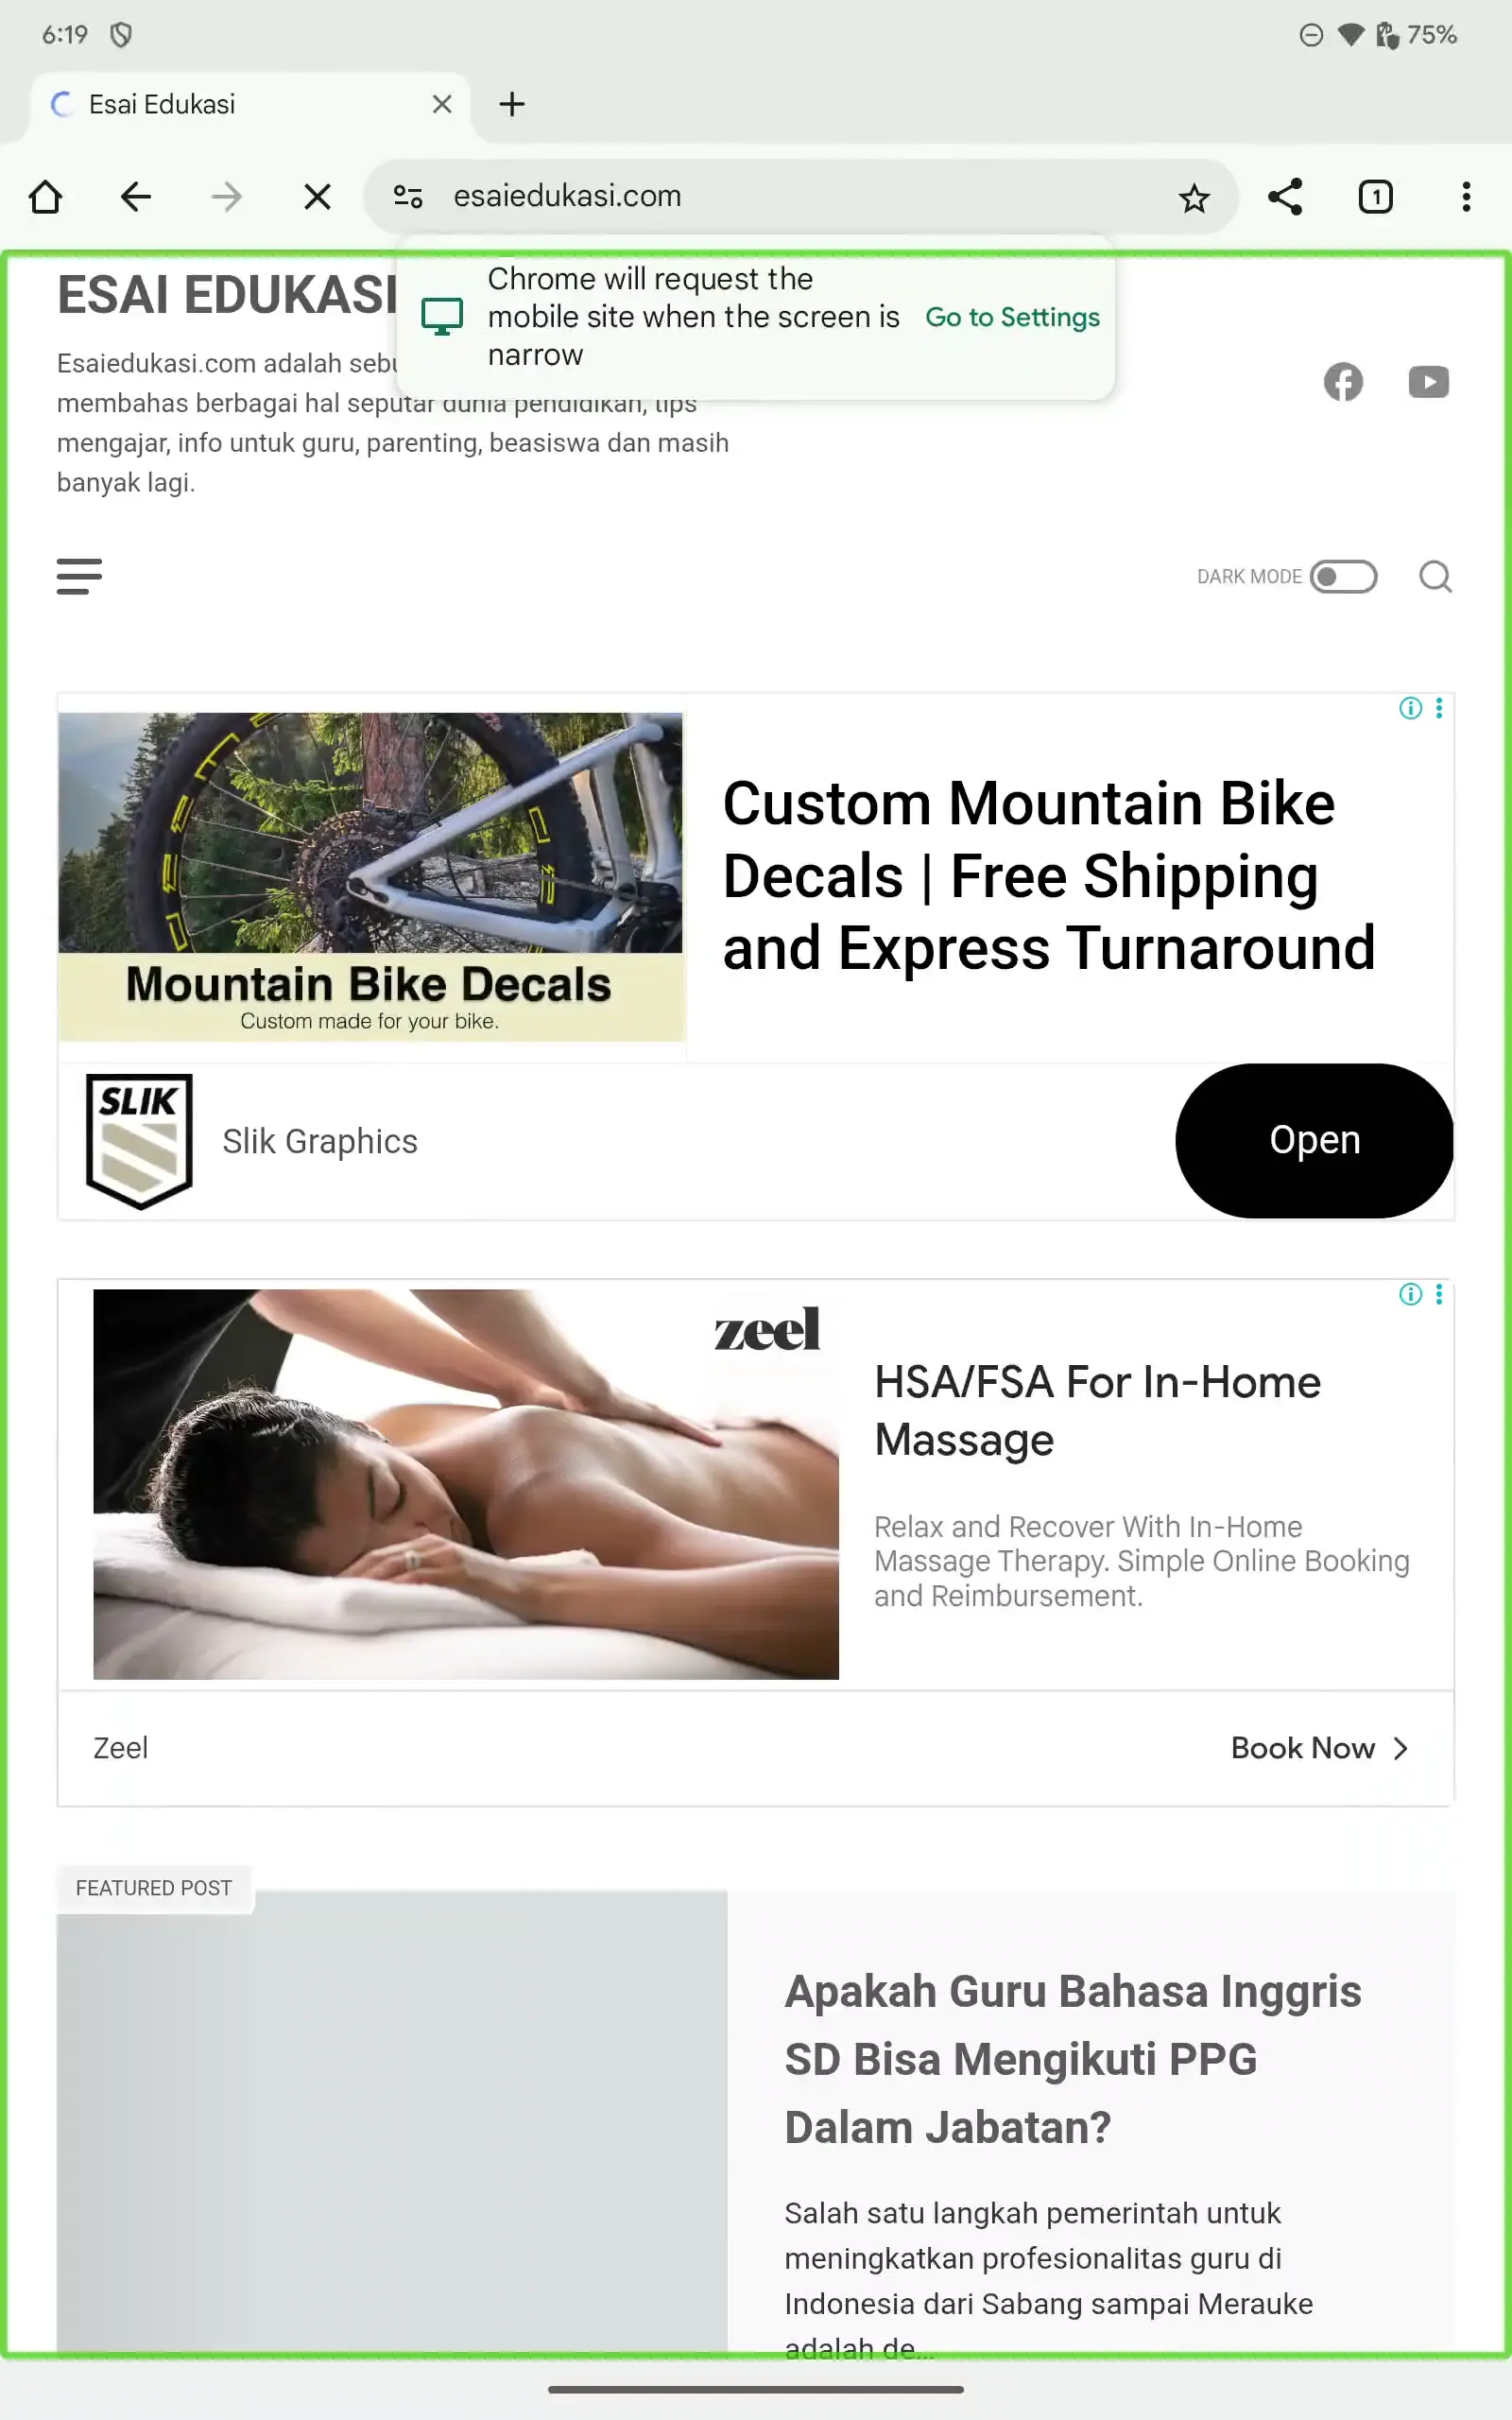 6:19
75%
Esai Edukasi
esaiedukasi.com
1
Chrome will request the
mobile site when the screen is
narrow
Go to Settings
ESAI EDUKASI
Esaiedukasi.com adalah
membahas berbagai hal seputar dunia pendidikan, tips
mengajar, info untuk guru, parenting, beasiswa dan masih
banyak lagi.
DARK MODE
Mountain Bike Decals
Custom made for your bike.
Custom Mountain Bike
Decals | Free Shipping
and Express Turnaround
SLIK
Slik Graphics
Open
zeel
HSA/FSA For In-Home
Massage
Relax and Recover With In-Home
Massage Therapy. Simple Online Booking
and Reimbursement.
Zeel
Book Now
FEATURED POST
Apakah Guru Bahasa Inggris
SD Bisa Mengikuti PPG
Dalam Jabatan?
Salah satu langkah pemerintah untuk
meningkatkan profesionalitas guru di
Indonesia dari Sabang sampai Merauke
adalah de...